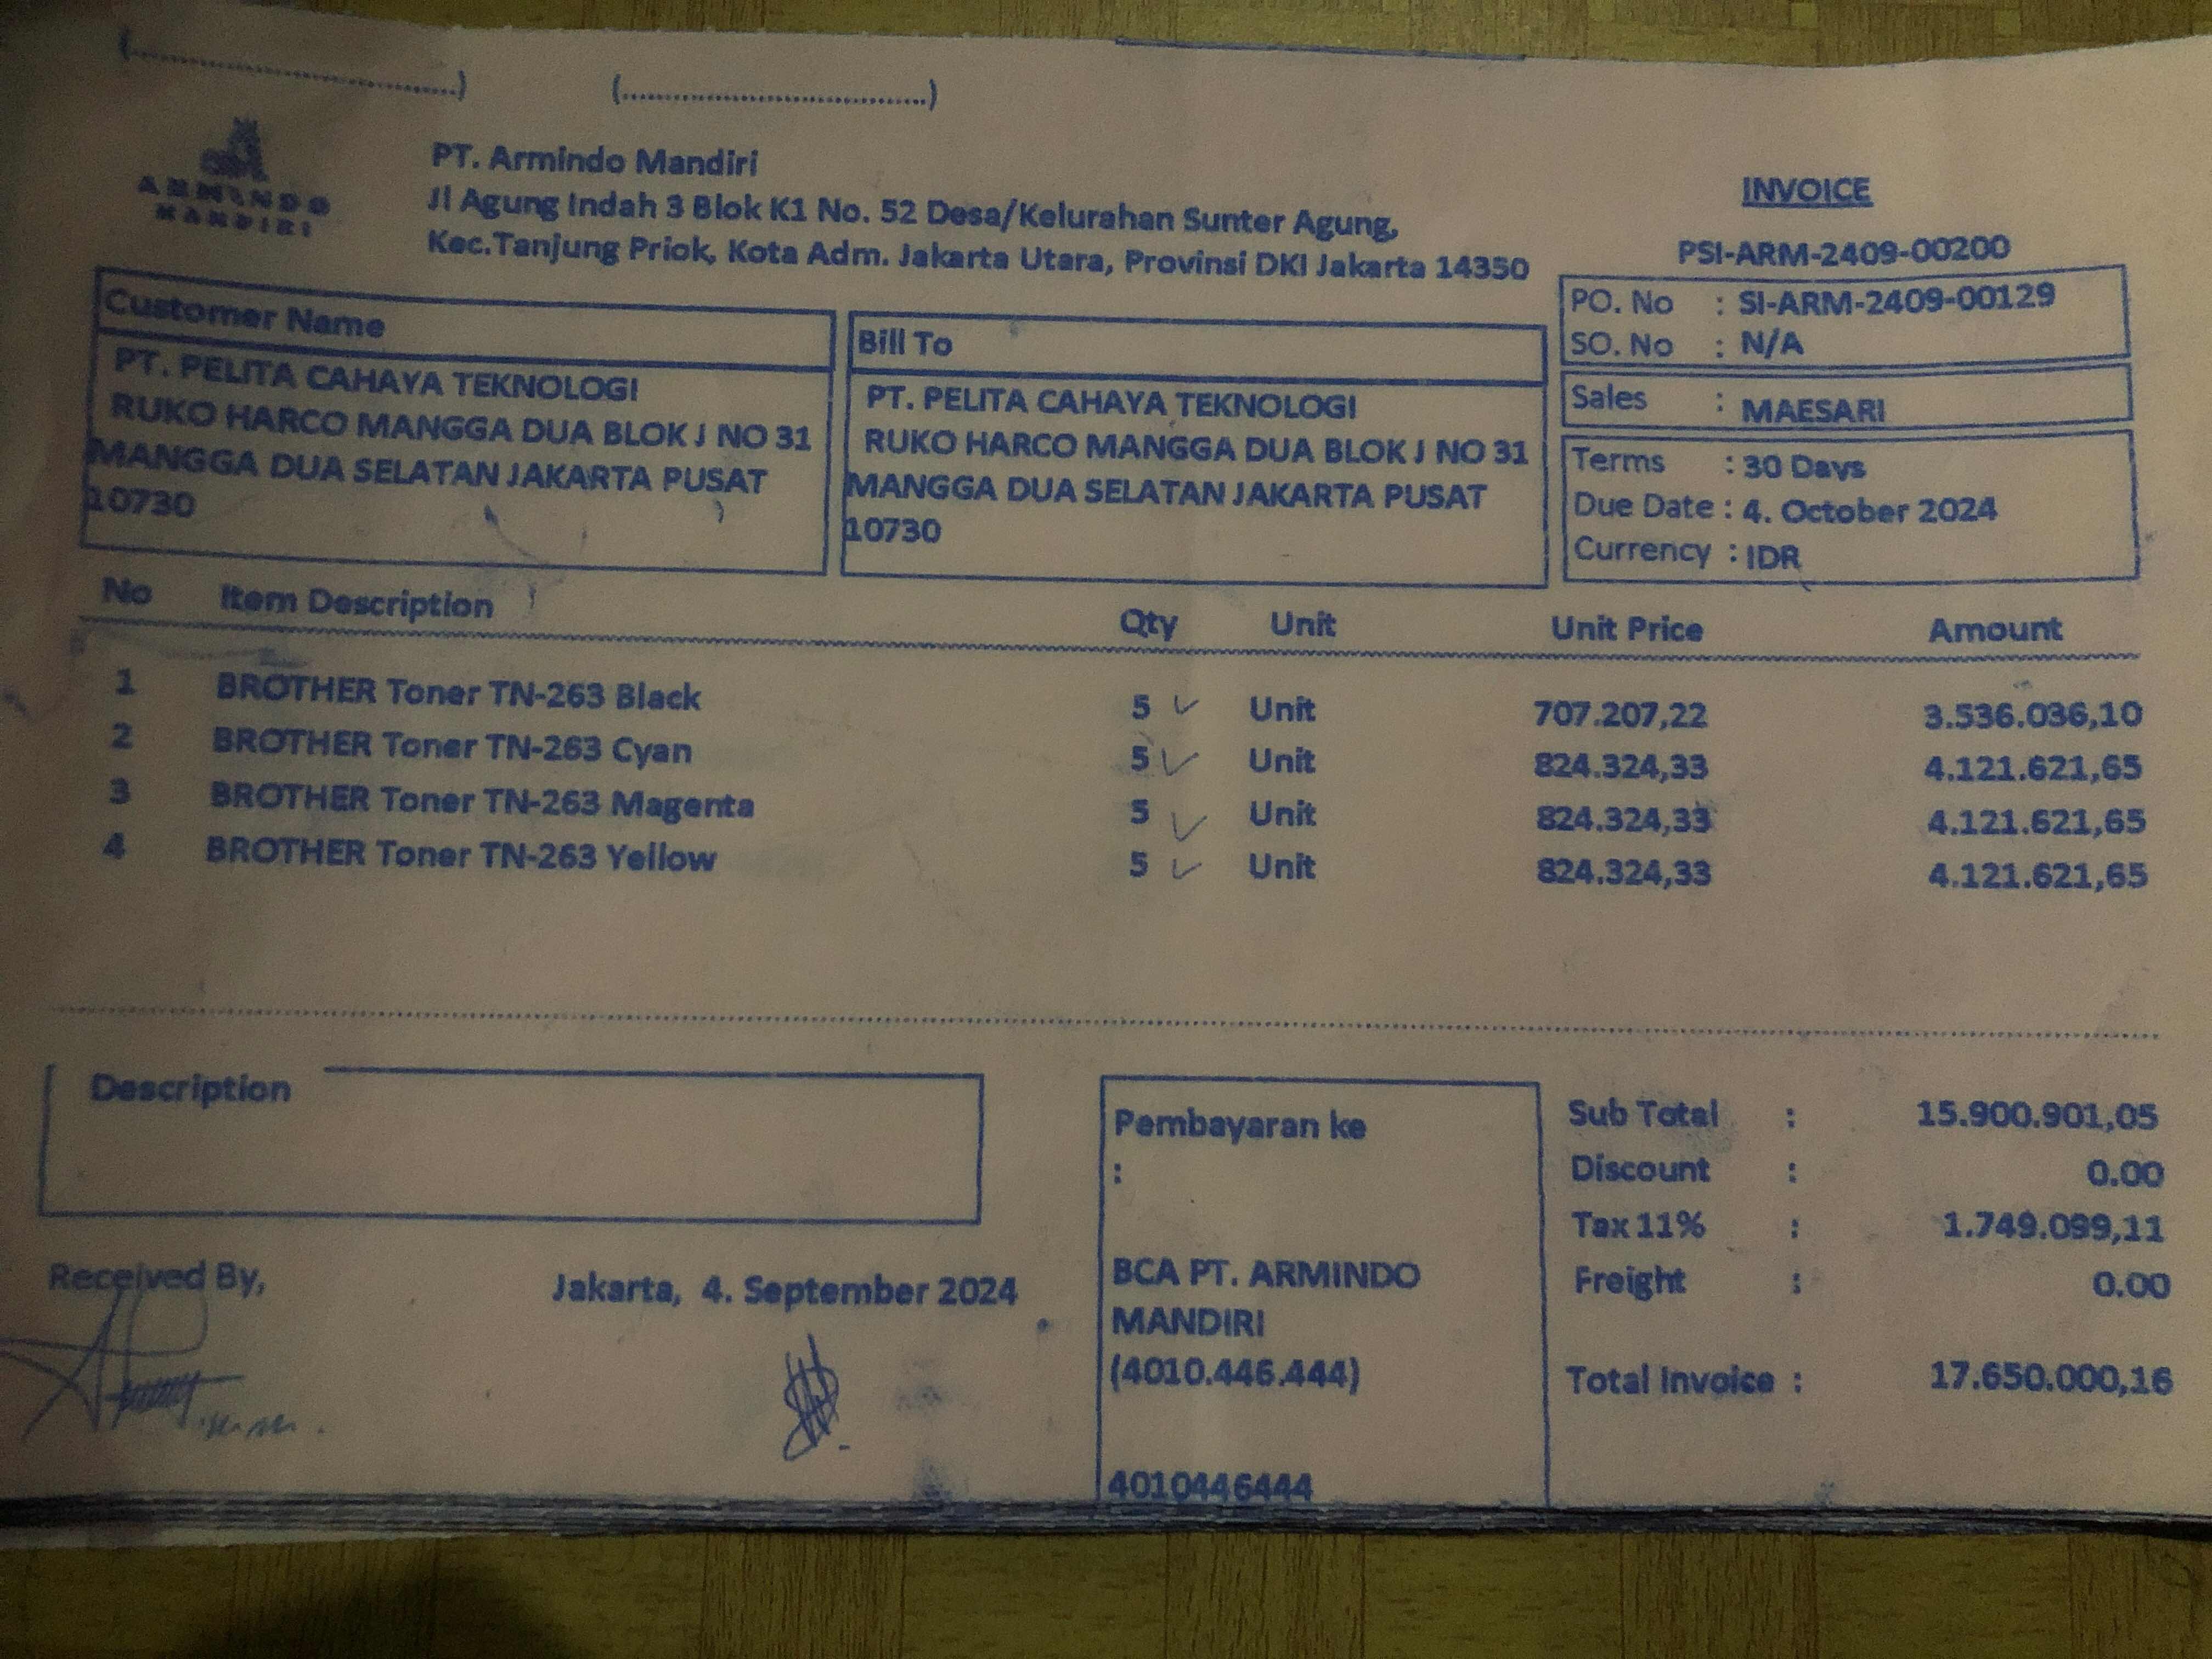 (..............................) (..............................)
ARMINDO
MANDIRI
PT. Armindo Mandiri
Jl Agung Indah 3 Blok K1 No. 52 Desa/Kelurahan Sunter Agung,
Kec.Tanjung Priok, Kota Adm. Jakarta Utara, Provinsi DKI Jakarta 14350
INVOICE
PSI-ARM-2409-00200
PO. No : SI-ARM-2409-00129
SO. No : N/A
Sales : MAESARI
Terms : 30 Days
Due Date : 4. October 2024
Currency : IDR
Customer Name
PT. PELITA CAHAYA TEKNOLOGI
RUKO HARCO MANGGA DUA BLOK J NO 31
MANGGA DUA SELATAN JAKARTA PUSAT
10730
Bill To
PT. PELITA CAHAYA TEKNOLOGI
RUKO HARCO MANGGA DUA BLOK J NO 31
MANGGA DUA SELATAN JAKARTA PUSAT
10730
No Item Description Qty Unit Unit Price Amount
1 BROTHER Toner TN-263 Black 5 Unit 707.207,22 3.536.036,10
2 BROTHER Toner TN-263 Cyan 5 Unit 824.324,33 4.121.621,65
3 BROTHER Toner TN-263 Magenta 5 Unit 824.324,33 4.121.621,65
4 BROTHER Toner TN-263 Yellow 5 Unit 824.324,33 4.121.621,65
Description
Received By,
Jakarta, 4. September 2024
Pembayaran ke
:
BCA PT. ARMINDO
MANDIRI
(4010.446.444)
4010446444
Sub Total : 15.900.901,05
Discount : 0.00
Tax 11% : 1.749.099,11
Freight : 0.00
Total Invoice : 17.650.000,16